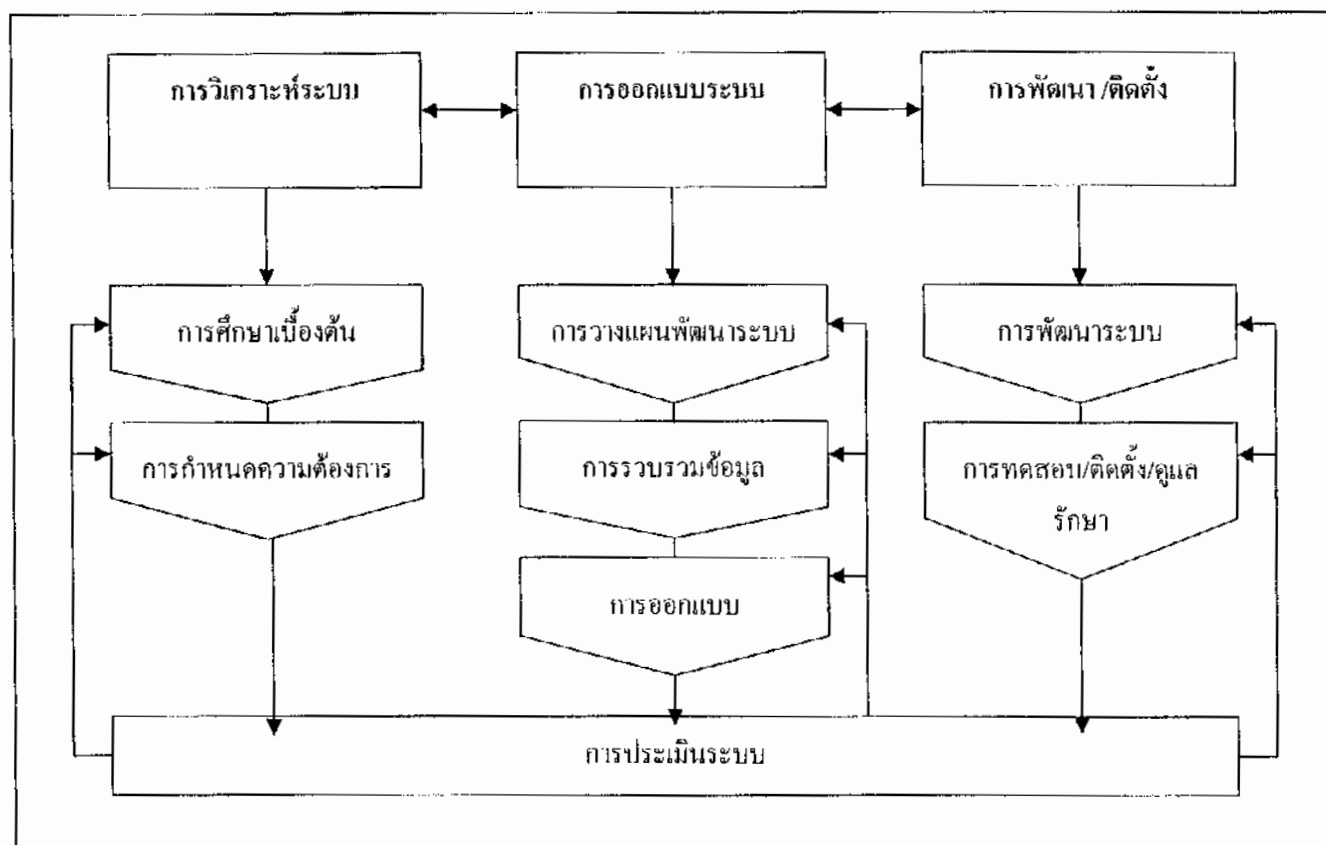 การวิเคราะห์ระบบ
การออกแบบระบบ
การพัฒนา /ติดตั้ง
การศึกษาเบื้องต้น
การวางแผนพัฒนาระบบ
การพัฒนาระบบ
การกำหนดความต้องการ
การรวบรวมข้อมูล
การทดสอบ/ติดตั้ง/ดูแล
รักษา
การออกแบบ
การประเมินระบบ